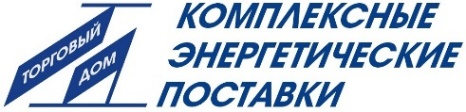 ТОРГОВЫЙ
ДОМ
КОМПЛЕКСНЫЕ
ЭНЕРГЕТИЧЕСКИЕ
ПОСТАВКИ